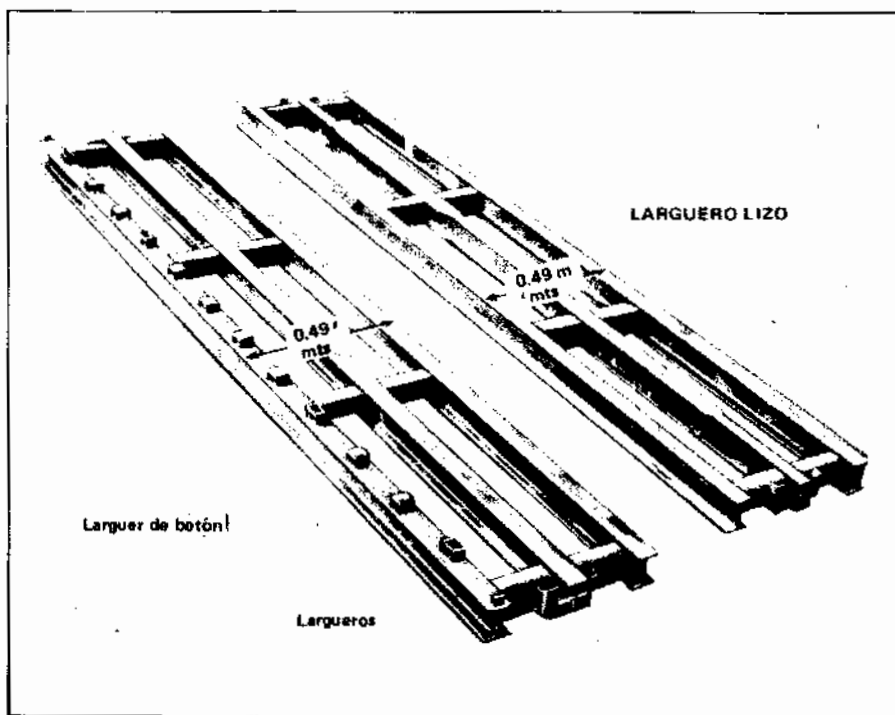 LARGUERO LIZO
0.49 m
mts
0.49
mts
Larguer de botón
Largueros